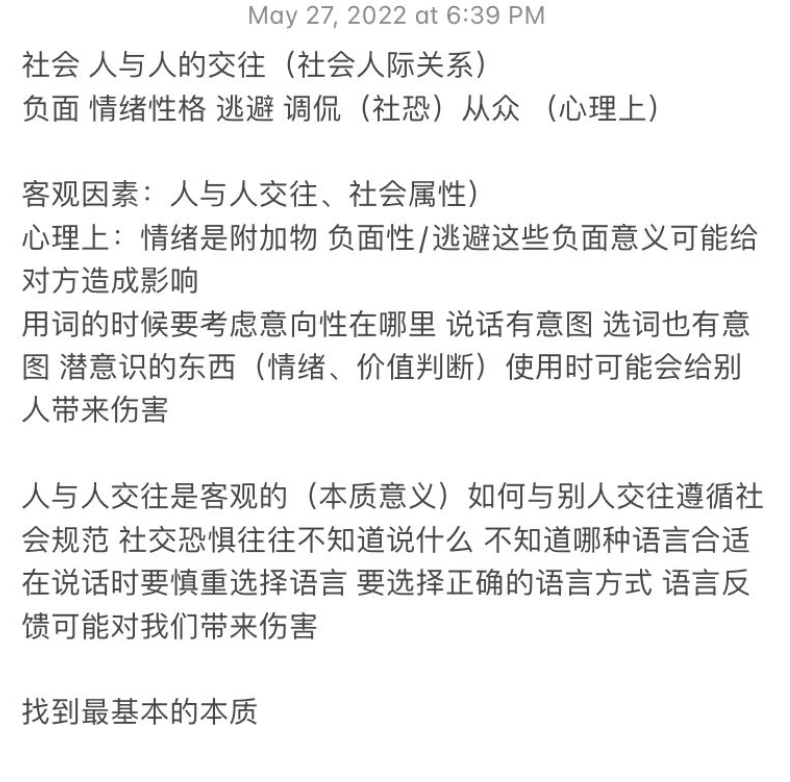 May 27, 2022 at 6:39 PM
社会 人与人的交往（社会人际关系）
负面 情绪性格 逃避 调侃（社恐）从众 （心理上）
客观因素：人与人交往、社会属性）
心理上：情绪是附加物 负面性/逃避这些负面意义可能给
对方造成影响
用词的时候要考虑意向性在哪里 说话有意图 选词也有意
图 潜意识的东西（情绪、价值判断）使用时可能会给别
人带来伤害
人与人交往是客观的（本质意义）如何与别人交往遵循社
会规范 社交恐惧往往不知道说什么 不知道哪种语言合适
在说话时要慎重选择语言 要选择正确的语言方式 语言反
馈可能对我们带来伤害
找到最基本的本质